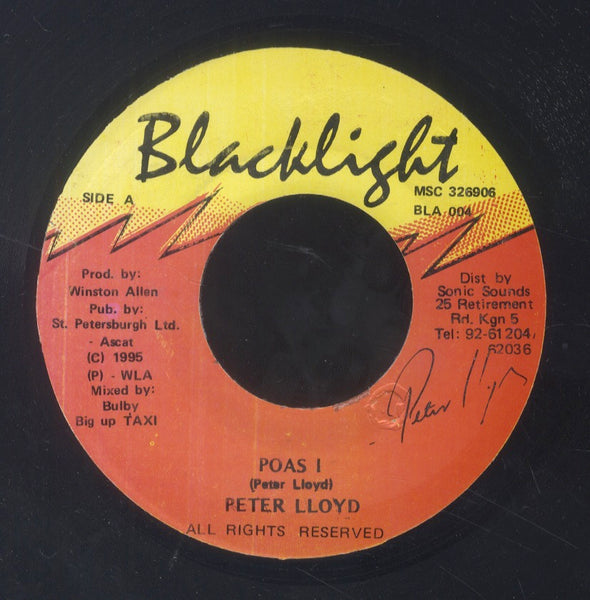 Blacklight
SIDE A
MSC 326906
BLA 004
Prod. by:
Winston Allen
Pub. by:
St. Petersburgh Ltd.
- Ascat
(C) 1995
(P) - WLA
Mixed by:
Bulby
Big up TAXI
Dist by
Sonic Sounds
25 Retirement
Rd. Kgn 5
Tel: 92-61204,
62036
Peter
POAS I
(Peter Lloyd)
PETER LLOYD
ALL RIGHTS RESERVED